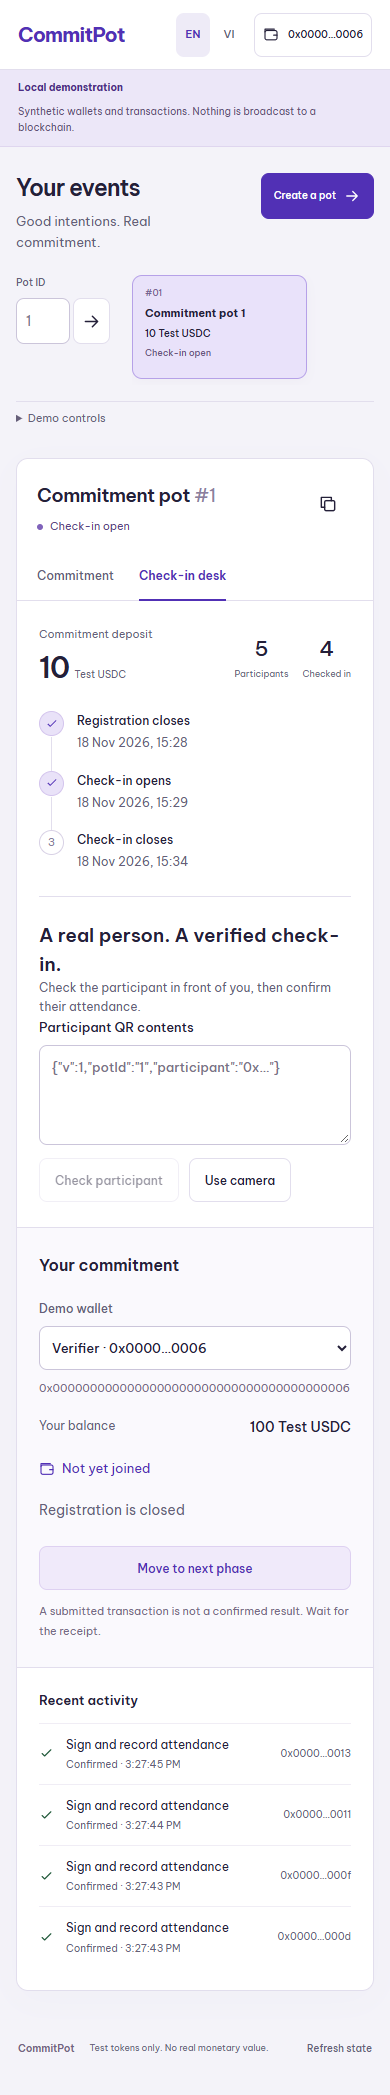 CommitPot
EN
VI
0x0000...0006
Local demonstration
Synthetic wallets and transactions. Nothing is broadcast to a
blockchain.
Your events
Good intentions. Real
commitment.
Create a pot
Pot ID
1
#01
Commitment pot 1
10 Test USDC
Check-in open
Demo controls
Commitment pot #1
Check-in open
Commitment
Check-in desk
Commitment deposit
10 Test USDC
5
Participants
4
Checked in
Registration closes
18 Nov 2026, 15:28
Check-in opens
18 Nov 2026, 15:29
3
Check-in closes
18 Nov 2026, 15:34
A real person. A verified check-
in.
Check the participant in front of you, then confirm
their attendance.
Participant QR contents
{"v":1,"potId":"1","participant":"0x..."}
Check participant
Use camera
Your commitment
Demo wallet
Verifier · 0x0000...0006
0x0000000000000000000000000000000000000006
Your balance
100 Test USDC
Not yet joined
Registration is closed
Move to next phase
A submitted transaction is not a confirmed result. Wait for
the receipt.
Recent activity
Sign and record attendance
Confirmed · 3:27:45 PM
0x0000...0013
Sign and record attendance
Confirmed · 3:27:44 PM
0x0000...0011
Sign and record attendance
Confirmed · 3:27:43 PM
0x0000...000f
Sign and record attendance
Confirmed · 3:27:43 PM
0x0000...000d
CommitPot
Test tokens only. No real monetary value.
Refresh state